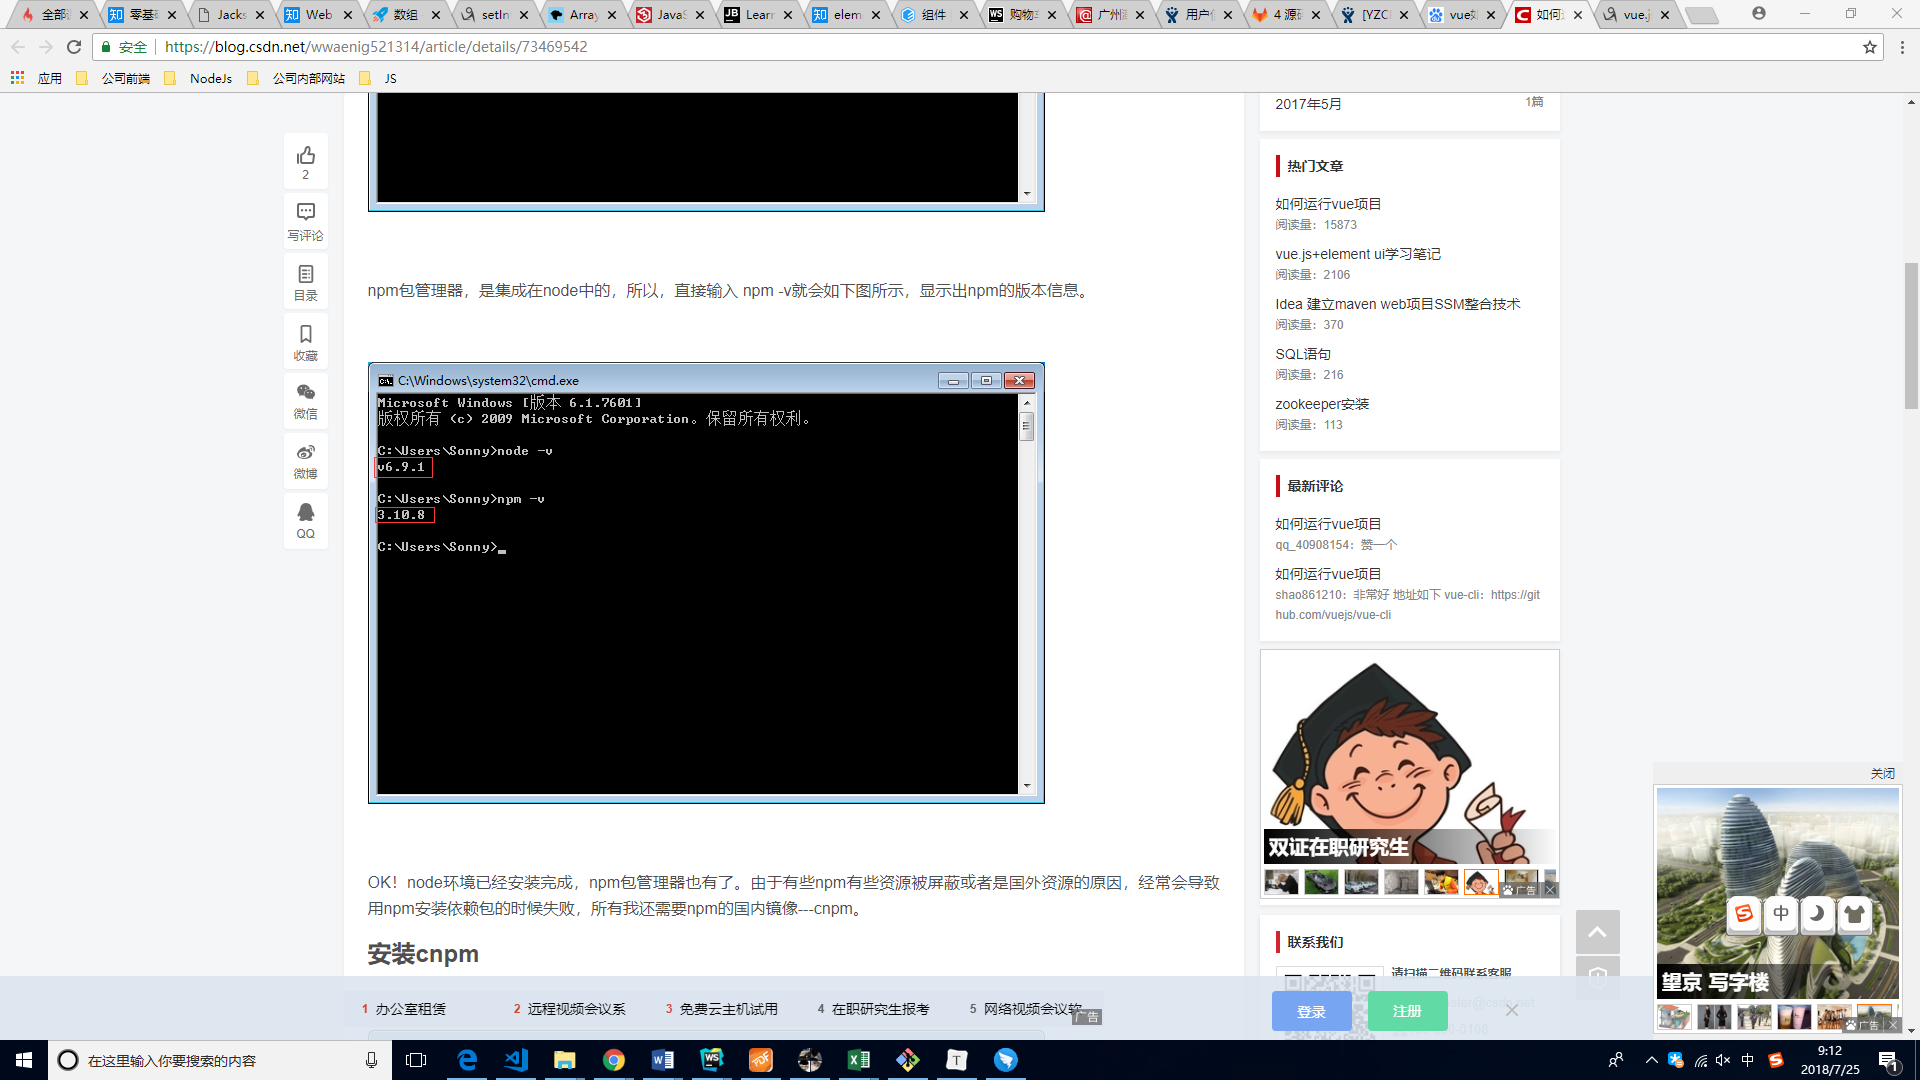 全部
零基
Jacks
知 Web
数组
setIn
Array
JavaS
JB Lear
知 elem
组件
WS 购物
广州
用户
4 源
[YZC
vue
如何
vue.j
安全 https://blog.csdn.net/wwaenig521314/article/details/73469542
应用 公司前端 NodeJs 公司内部网站 JS
2
写评论
目录
收藏
微信
微博
QQ
npm包管理器，是集成在node中的，所以，直接输入 npm -v就会如下图所示，显示出npm的版本信息。
C:\Windows\system32\cmd.exe
Microsoft Windows [版本 6.1.7601]
版权所有 (c) 2009 Microsoft Corporation。保留所有权利。
C:\Users\Sonny>node -v
v6.9.1
C:\Users\Sonny>npm -v
3.10.8
C:\Users\Sonny>
OK！node环境已经安装完成，npm包管理器也有了。由于有些npm有些资源被屏蔽或者是国外资源的原因，经常会导致
用npm安装依赖包的时候失败，所有我还需要npm的国内镜像---cnpm。
安装cnpm
2017年5月 1篇
热门文章
如何运行vue项目
阅读量：15873
vue.js+element ui学习笔记
阅读量：2106
Idea 建立maven web项目SSM整合技术
阅读量：370
SQL语句
阅读量：216
zookeeper安装
阅读量：113
最新评论
如何运行vue项目
qq_40908154：赞一个
如何运行vue项目
shao861210：非常好 地址如下 vue-cli：https://git
hub.com/vuejs/vue-cli
双证在职研究生
广告
联系我们
请扫描二维码联系客服
关闭
中
望京 写字楼
广告
1 办公室租赁 2 远程视频会议系 3 免费云主机试用 4 在职研究生报考 5 网络视频会议软
广告
登录 注册
在这里输入你要搜索的内容
中
9:12
2018/7/25
1